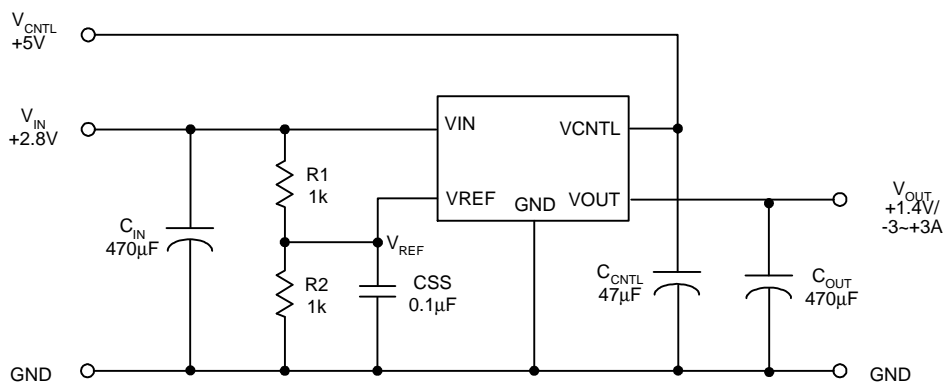 VCNTL
+5V
VIN
+2.8V
VIN
VCNTL
R1
1k
VREF
GND
VOUT
VOUT
+1.4V/
-3~+3A
CIN
470µF
VREF
R2
1k
CSS
0.1µF
CCNTL
47µF
COUT
470µF
GND
GND